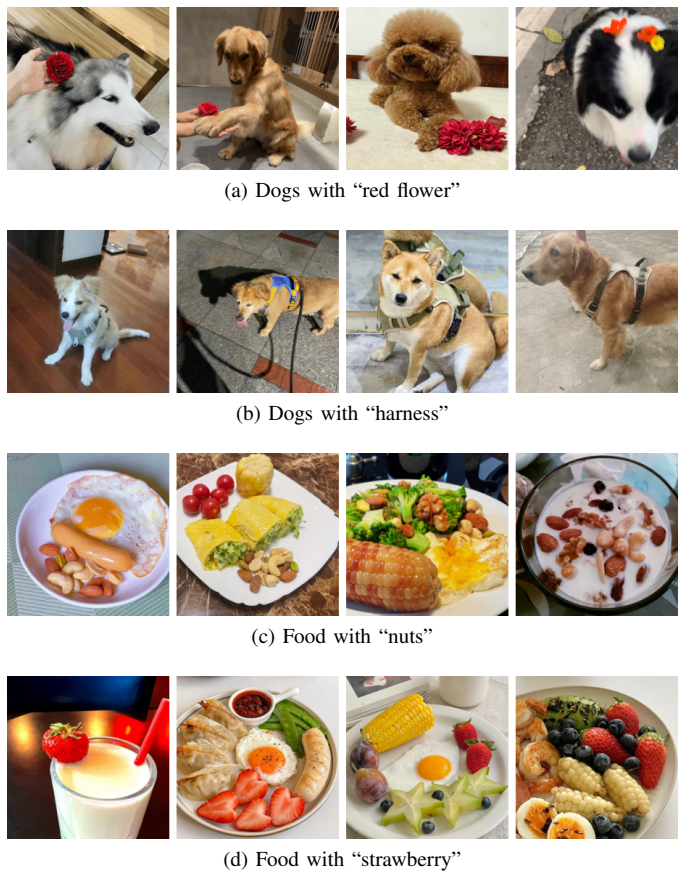 (a) Dogs with “red flower”
(b) Dogs with “harness”
(c) Food with “nuts”
(d) Food with “strawberry”